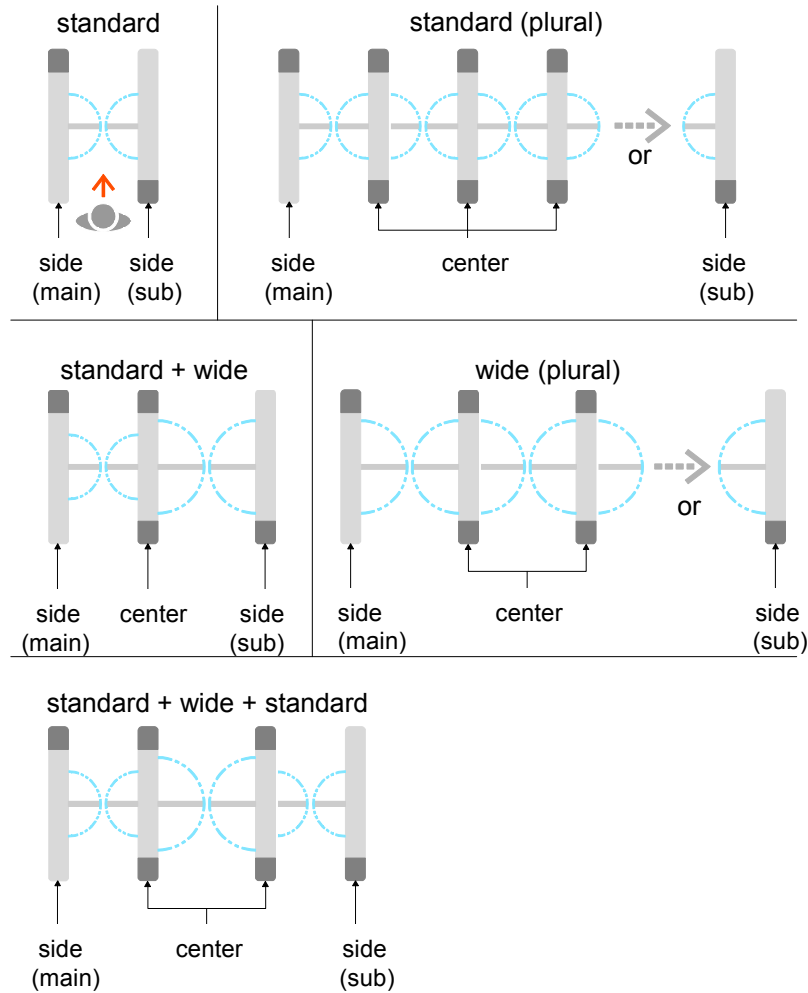 standard
side
(main)
side
(sub)
standard (plural)
or
side
(main)
center
side
(sub)
standard + wide
side
(main)
center
side
(sub)
wide (plural)
or
side
(main)
center
side
(sub)
standard + wide + standard
side
(main)
center
side
(sub)